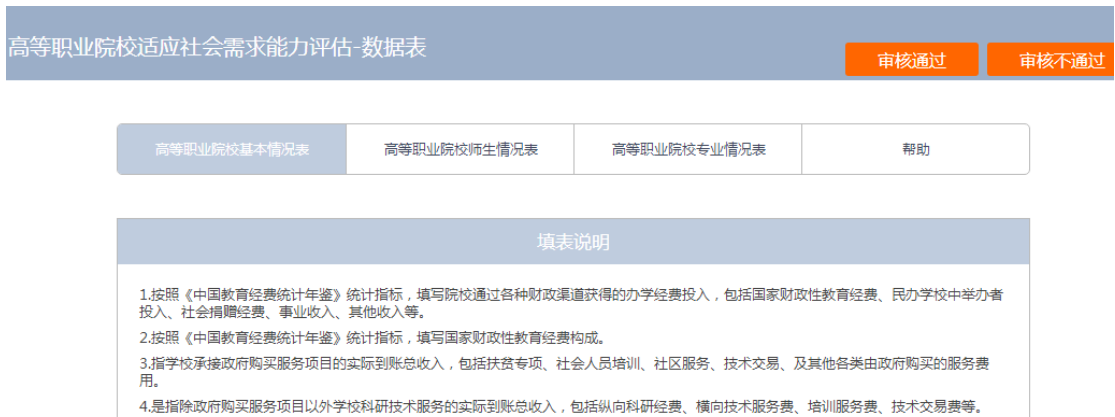 高等职业院校适应社会需求能力评估-数据表
审核通过
审核不通过
高等职业院校基本情况表
高等职业院校师生情况表
高等职业院校专业情况表
帮助
填表说明
1.按照《中国教育经费统计年鉴》统计指标，填写院校通过各种财政渠道获得的办学经费投入，包括国家财政性教育经费、民办学校中举办者
投入、社会捐赠经费、事业收入、其他收入等。
2.按照《中国教育经费统计年鉴》统计指标，填写国家财政性教育经费构成。
3.指学校承接政府购买服务项目的实际到账总收入，包括扶贫专项、社会人员培训、社区服务、技术交易、及其他各类由政府购买的服务费
用。
4.是指除政府购买服务项目以外学校科研技术服务的实际到账总收入，包括纵向科研经费、横向技术服务费、培训服务费、技术交易费等。